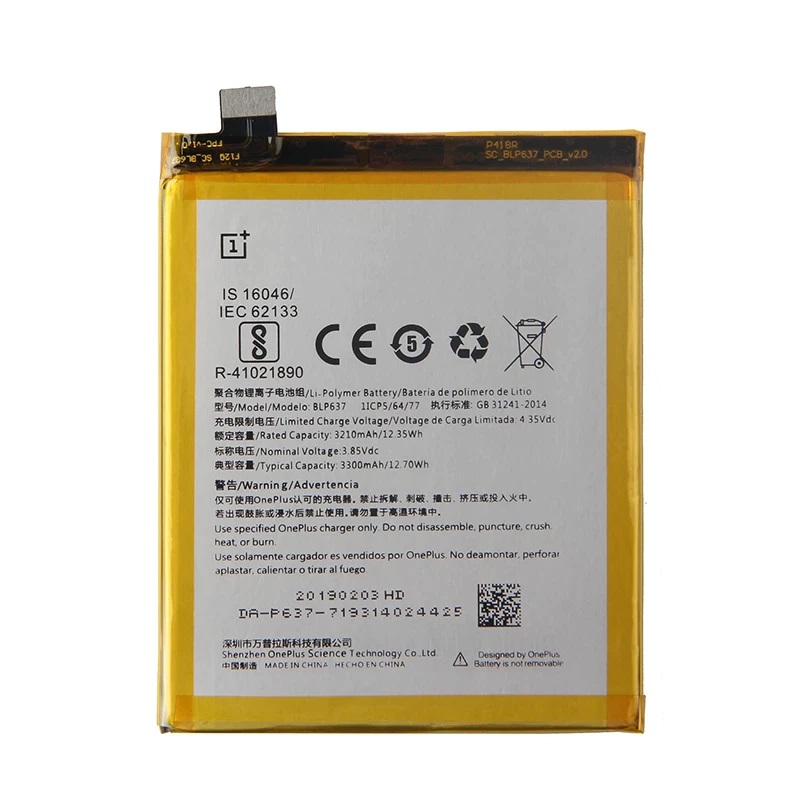 FPC-V1.0
F12Q SC_BL637
P418R
SC_BLP637_PCB_v2.0
1+
IS 16046/
IEC 62133
R-41021890
CE
5
聚合物锂离子电池组/Li-Polymer Battery/Batería de polímero de Litio
型号/Model/Modelo: BLP637 1ICP5/64/77 执行标准: GB 31241-2014
充电限制电压/Limited Charge Voltage/Voltage de Carga Limitada: 4.35Vdc
额定容量/Rated Capacity: 3210mAh/12.35Wh
标称电压/Nominal Voltage: 3.85Vdc
典型容量/Typical Capacity: 3300mAh/12.70Wh
警告/Warning/Advertencia
仅可使用OnePlus认可的充电器。禁止拆解、刺破、撞击、挤压或投入火中。
若出现鼓胀/浸水后禁止使用。请勿置于高温环境中。
Use specified OnePlus charger only. Do not disassemble, puncture, crush,
heat, or burn.
Use solamente cargador es vendidos por OnePlus. No deamontar, perforar
aplastar, calientar o tirar al fuego
20190203 HD
DA-P637-719314024425
深圳市万普拉斯科技有限公司
Shenzhen OnePlus Science Technology Co., Ltd.
中国制造 MADE IN CHINA HECHO EN CHINA
Designed by OnePlus
Battery is not removable